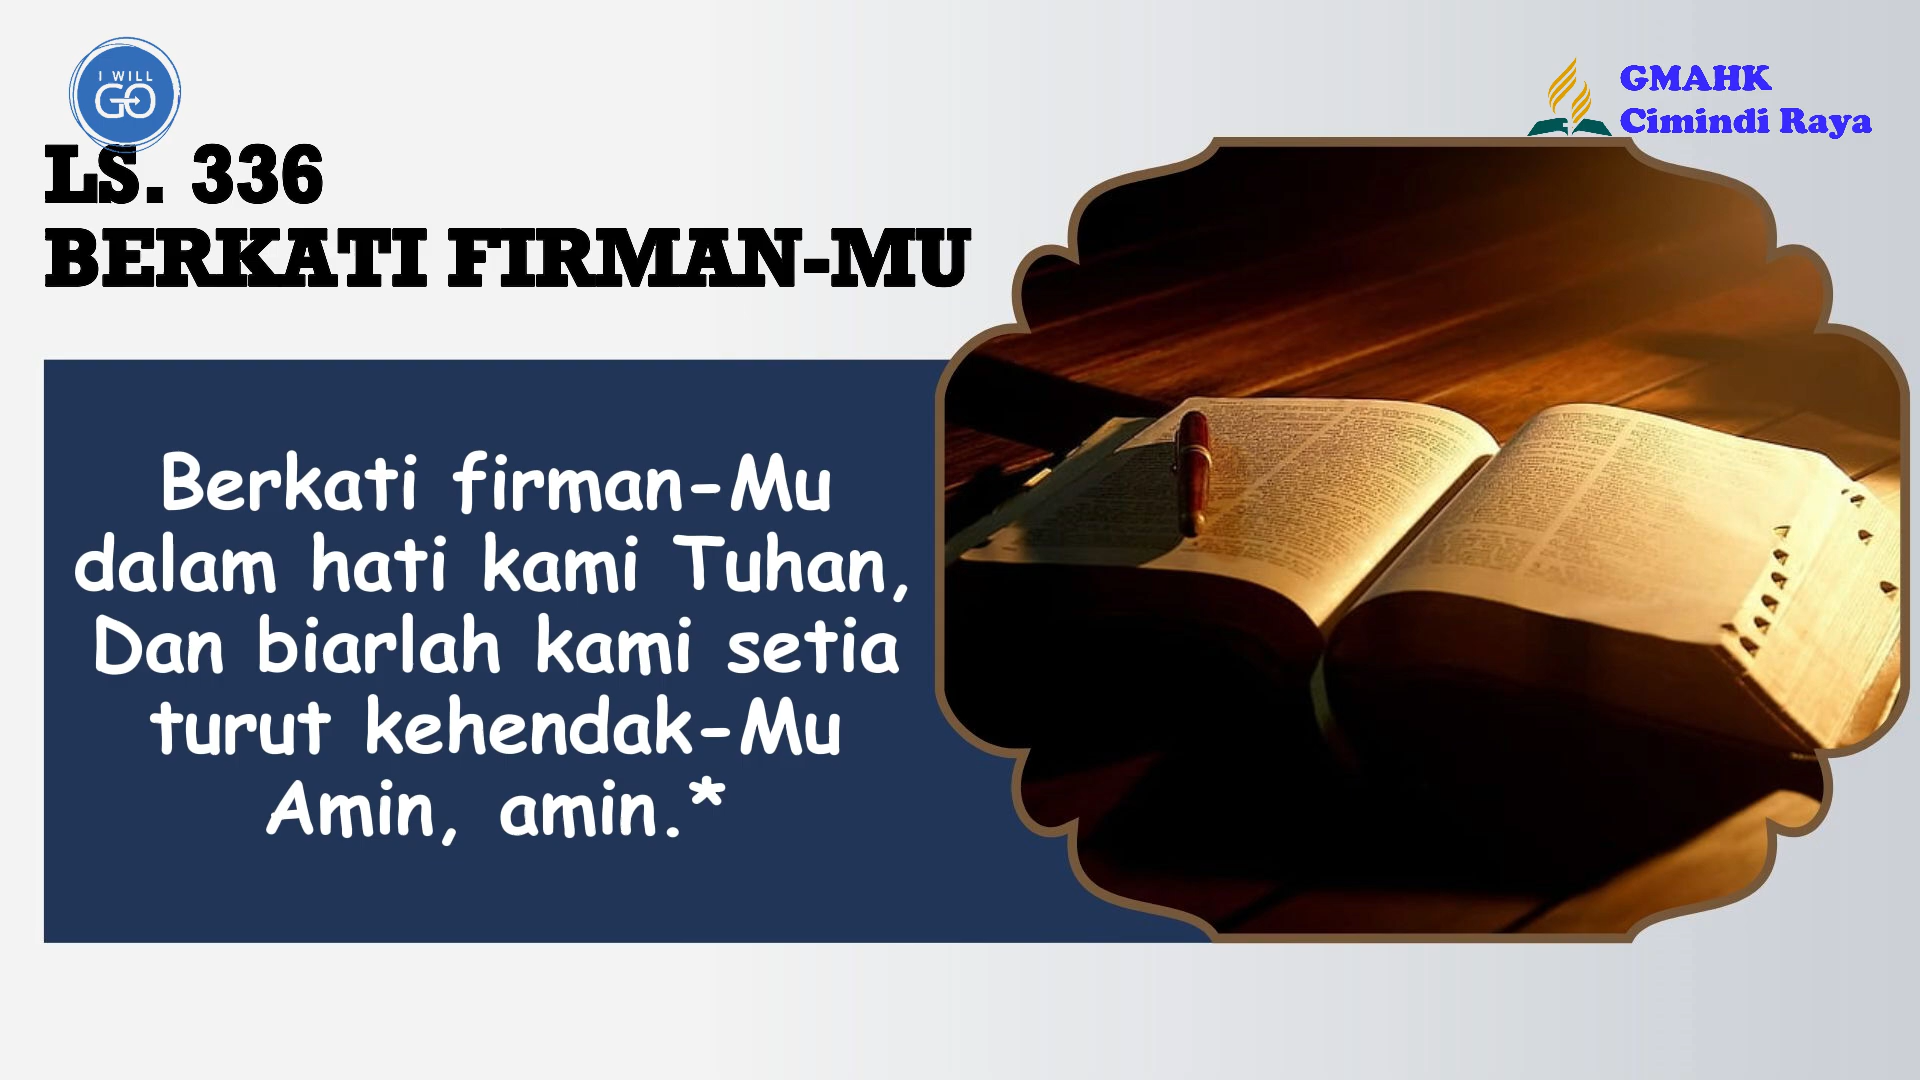 I WILL
GO
GMAHK
Cimindi Raya
LS. 336
BERKATI FIRMAN-MU
Berkati firman-Mu
dalam hati kami Tuhan,
Dan biarlah kami setia
turut kehendak-Mu
Amin, amin.*